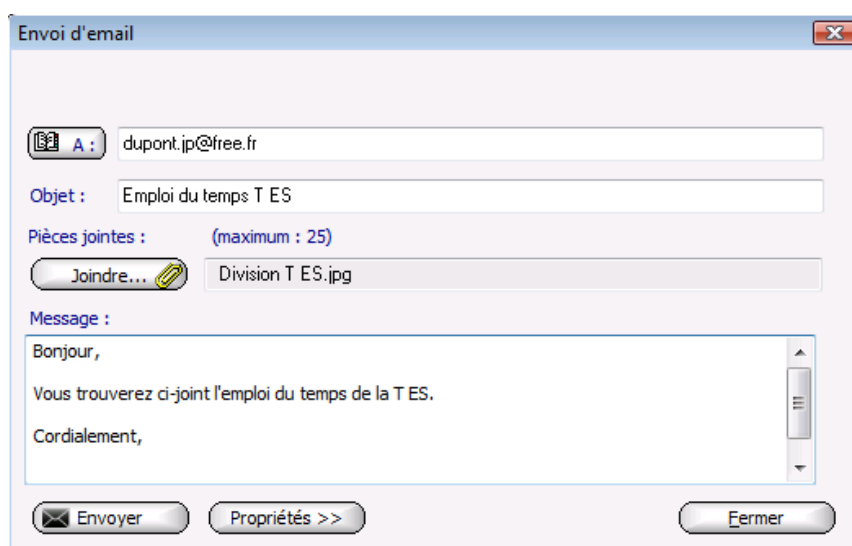 Envoi d'email
A : dupont.jp@free.fr
Objet : Emploi du temps T ES
Pièces jointes : (maximum : 25)
Joindre... Division T ES.jpg
Message :
Bonjour,
Vous trouverez ci-joint l'emploi du temps de la T ES.
Cordialement,
Envoyer Propriétés >> Fermer